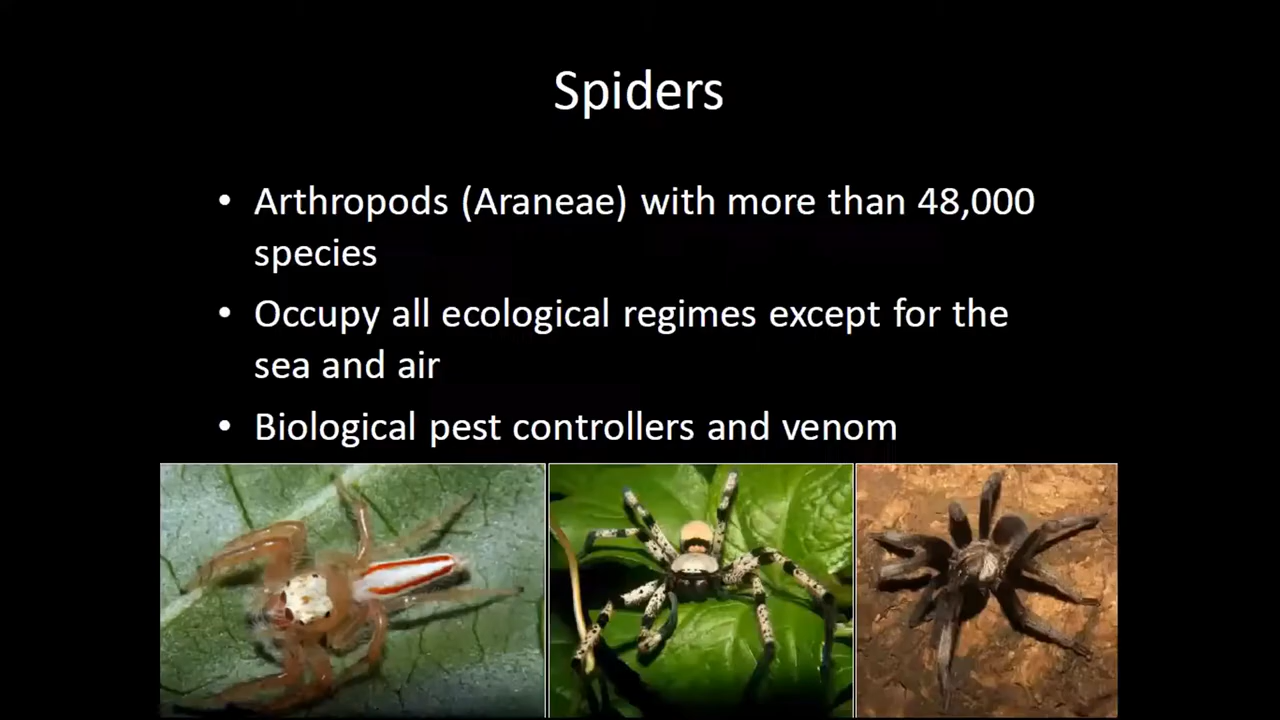 Spiders
• Arthropods (Araneae) with more than 48,000
species
• Occupy all ecological regimes except for the
sea and air
• Biological pest controllers and venom